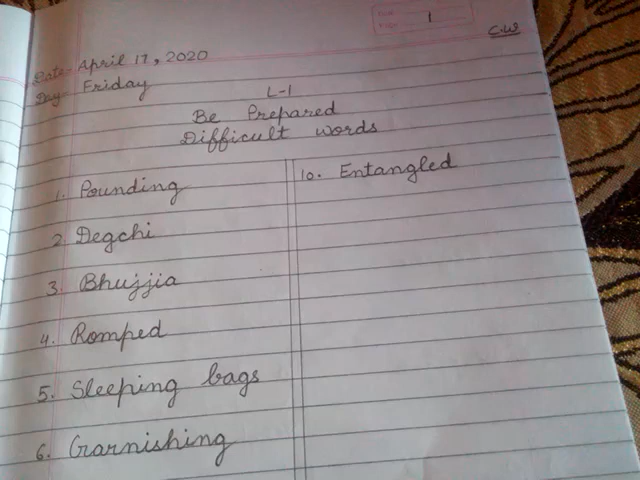 1
C.W
Date - April 17, 2020
Day - Friday
L-1
Be Prepared
Difficult words
1. Pounding
2. Degchi
3. Bhujjia
4. Romped
5. Sleeping bags
6. Garnishing
10. Entangled